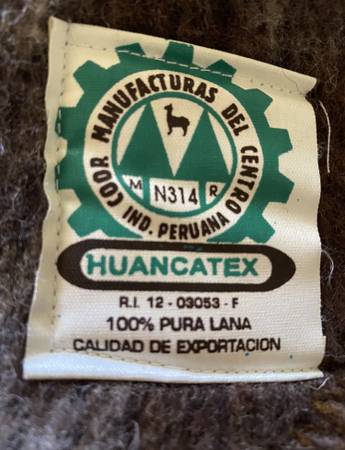 COOR MANUFACTURAS DEL CENTRO
IND. PERUANA
M N314 R
HUANCATEX
R.I. 12 - 03053 - F
100% PURA LANA
CALIDAD DE EXPORTACION